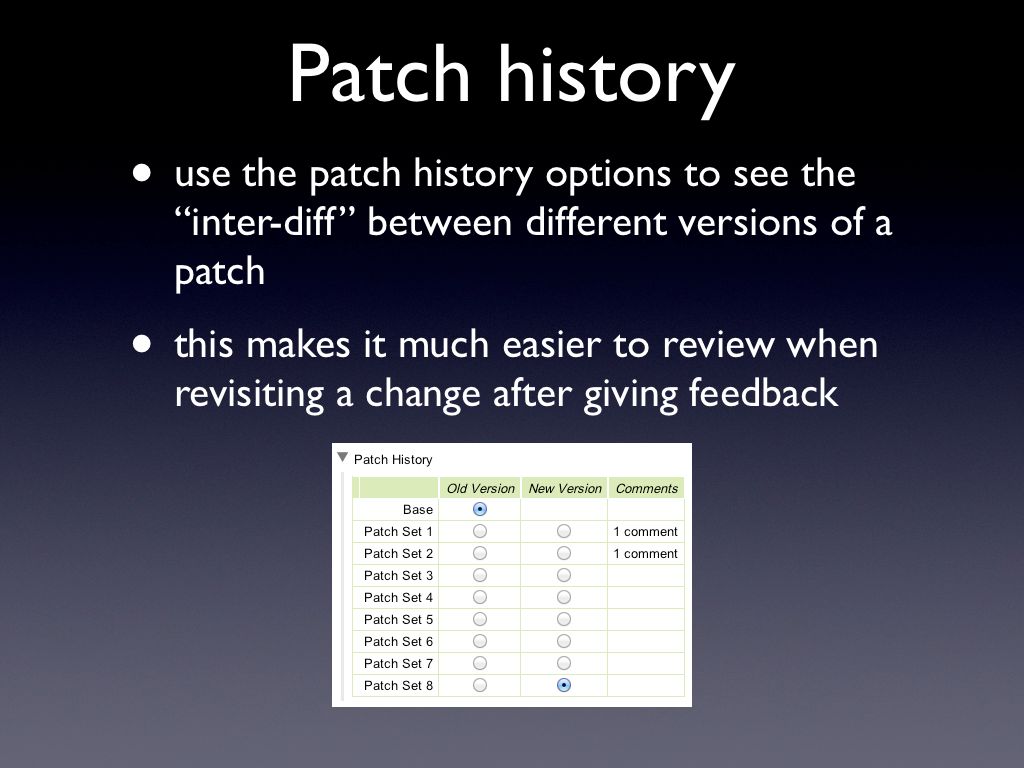 Patch history
• use the patch history options to see the
“inter-diff” between different versions of a
patch
• this makes it much easier to review when
revisiting a change after giving feedback
Patch History
Old Version New Version Comments
Base
Patch Set 1 1 comment
Patch Set 2 1 comment
Patch Set 3
Patch Set 4
Patch Set 5
Patch Set 6
Patch Set 7
Patch Set 8